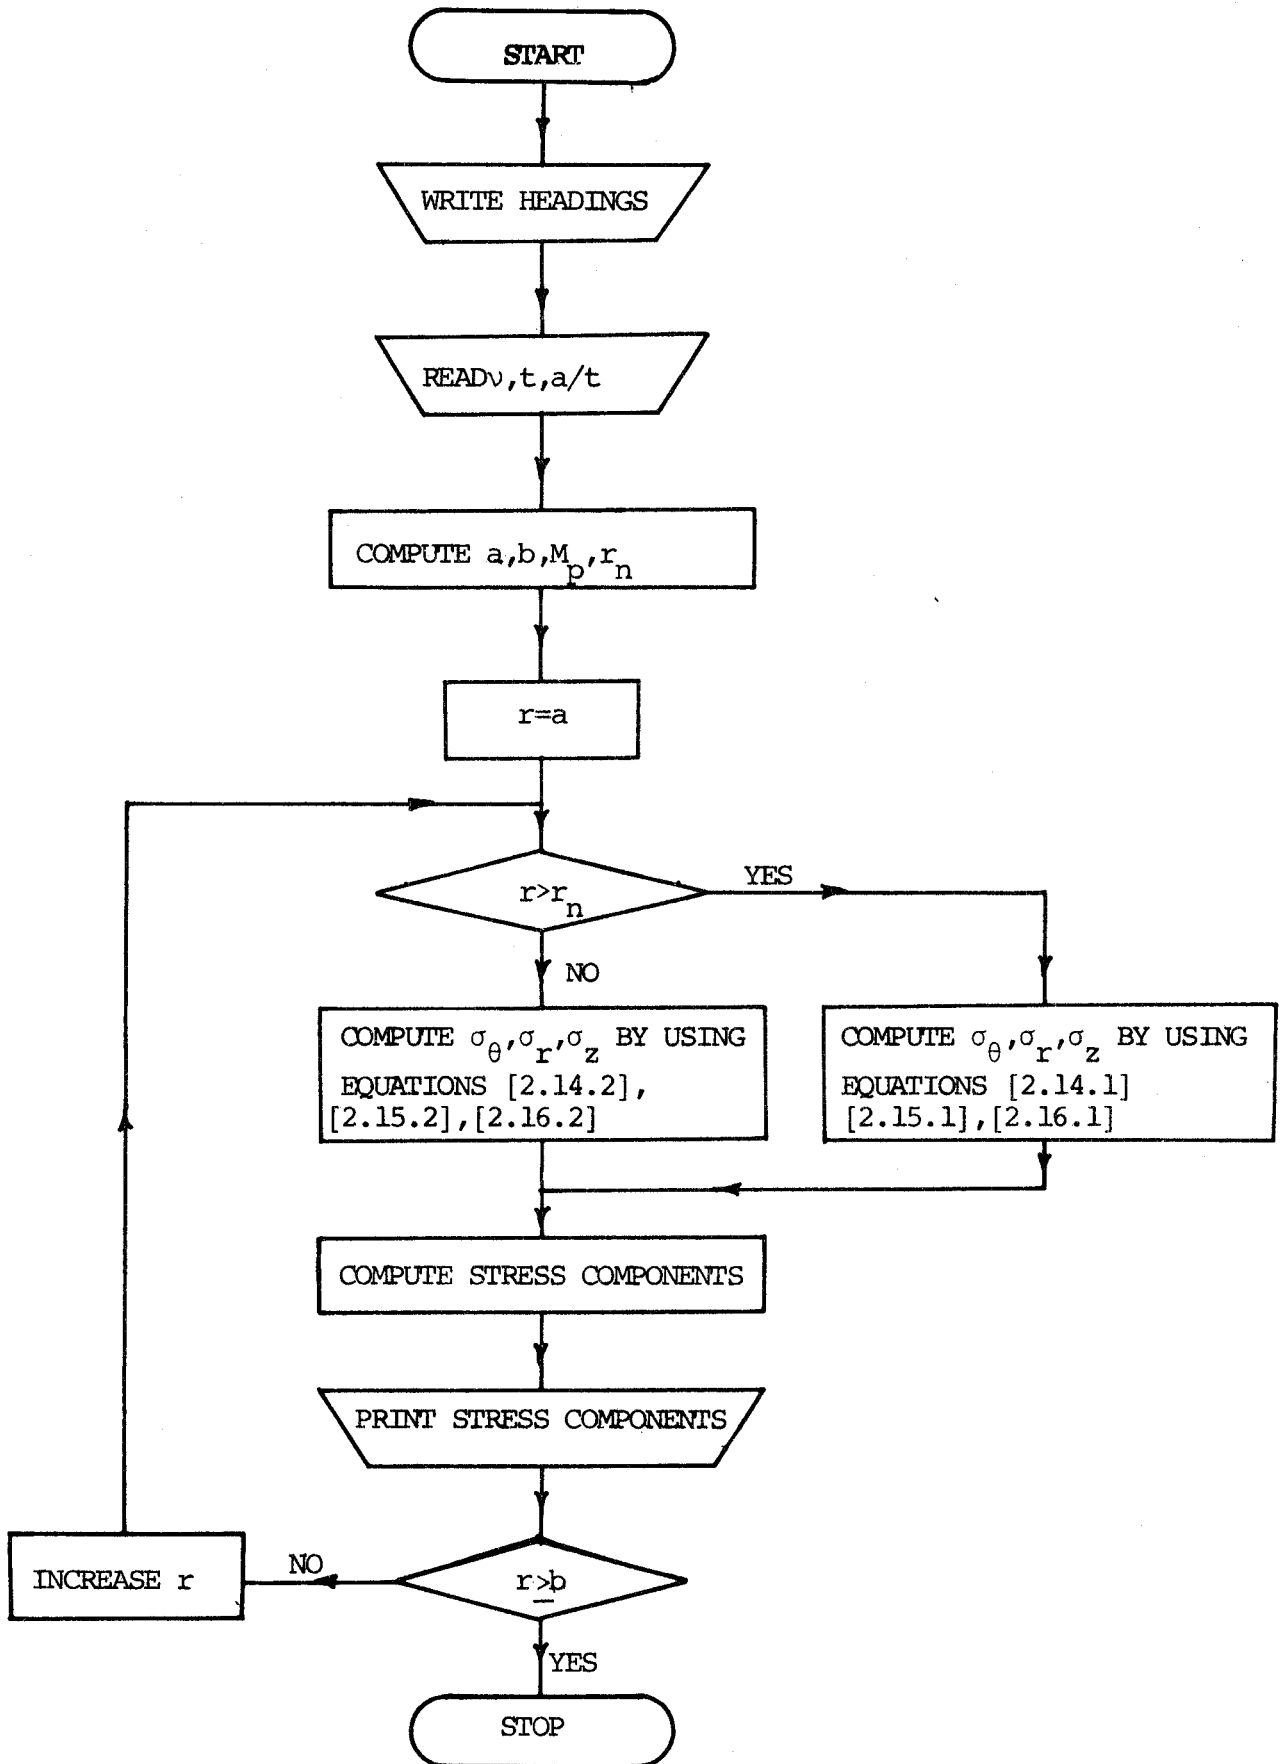 START
WRITE HEADINGS
READν,t,a/t
COMPUTE a,b,Mp,rn
r=a
r>rn
YES
NO
COMPUTE σθ,σr,σz BY USING
EQUATIONS [2.14.2],
[2.15.2],[2.16.2]
COMPUTE σθ,σr,σz BY USING
EQUATIONS [2.14.1]
[2.15.1],[2.16.1]
COMPUTE STRESS COMPONENTS
PRINT STRESS COMPONENTS
INCREASE r
NO
r≥b
YES
STOP